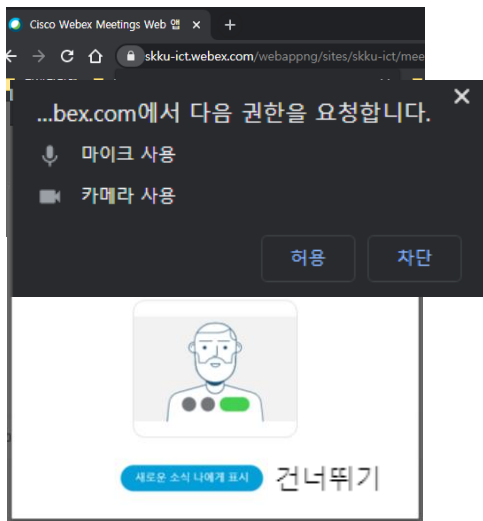 Cisco Webex Meetings Web 앱
skku-ict.webex.com/webappng/sites/skku-ict/mee
...bex.com에서 다음 권한을 요청합니다.
마이크 사용
카메라 사용
허용 차단
새로운 소식 나에게 표시 건너뛰기